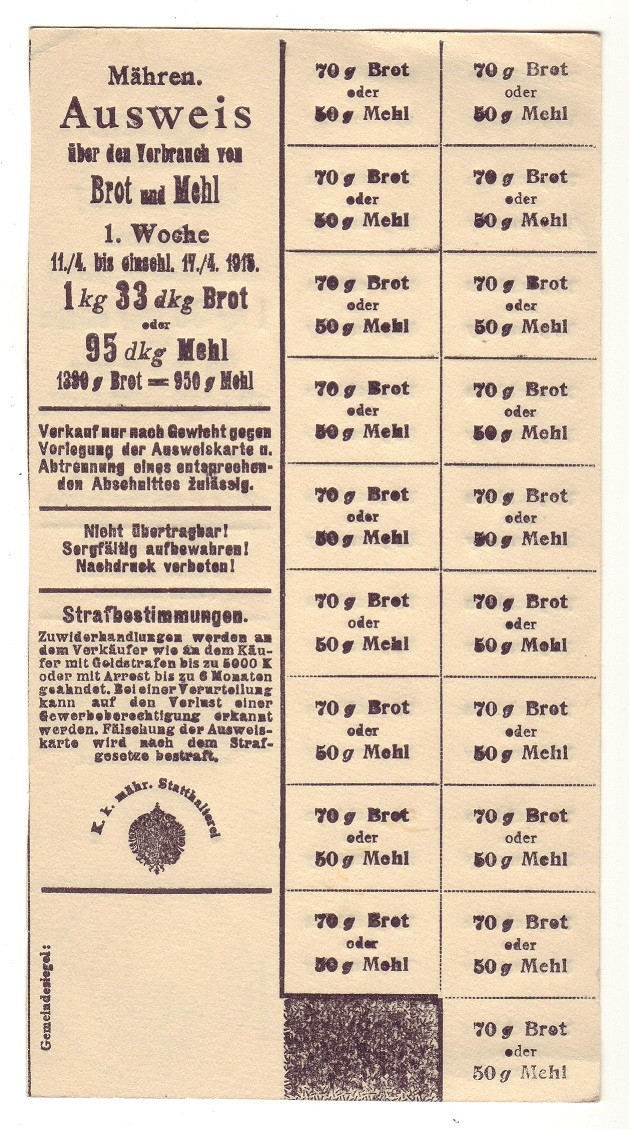 Mähren.
Ausweis
über den Verbrauch von
Brot und Mehl
1. Woche
11./4. bis einschl. 17./4. 1915.
1 kg 33 dkg Brot
oder
95 dkg Mehl
1330 g Brot = 950 g Mehl
Verkauf nur nach Gewicht gegen
Vorlegung der Ausweiskarte u.
Abtrennung eines entsprechen-
den Abschnittes zulässig.
Nicht übertragbar!
Sorgfältig aufbewahren!
Nachdruck verboten!
Strafbestimmungen.
Zuwiderhandlungen werden an
dem Verkäufer wie an dem Käu-
fer mit Geldstrafen bis zu 5000 K
oder mit Arrest bis zu 6 Monaten
geahndet. Bei einer Verurteilung
kann auf den Verlust einer
Gewerbeberechtigung erkannt
werden. Fälschung der Ausweis-
karte wird nach dem Straf-
gesetze bestraft.
K. k. mähr. Statthalterei
Gemeindesiegel:
70 g Brot
oder
50 g Mehl
70 g Brot
oder
50 g Mehl
70 g Brot
oder
50 g Mehl
70 g Brot
oder
50 g Mehl
70 g Brot
oder
50 g Mehl
70 g Brot
oder
50 g Mehl
70 g Brot
oder
50 g Mehl
70 g Brot
oder
50 g Mehl
70 g Brot
oder
50 g Mehl
70 g Brot
oder
50 g Mehl
70 g Brot
oder
50 g Mehl
70 g Brot
oder
50 g Mehl
70 g Brot
oder
50 g Mehl
70 g Brot
oder
50 g Mehl
70 g Brot
oder
50 g Mehl
70 g Brot
oder
50 g Mehl
70 g Brot
oder
50 g Mehl
70 g Brot
oder
50 g Mehl
70 g Brot
oder
50 g Mehl